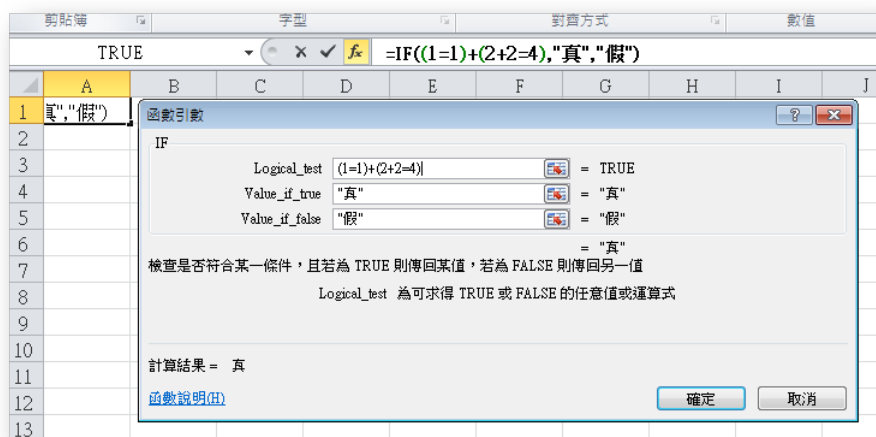 剪貼簿 字型 對齊方式 數值
TRUE fx =IF((1=1)+(2+2=4),"真","假")
A B C D E F G H I J
1 真","假")
函數引數
2
IF
3 Logical_test (1=1)+(2+2=4) = TRUE
4 Value_if_true "真" = "真"
5 Value_if_false "假" = "假"
6 = "真"
7 檢查是否符合某一條件，且若為 TRUE 則傳回某值，若為 FALSE 則傳回另一值
8 Logical_test 為可求得 TRUE 或 FALSE 的任意值或運算式
9
10
11 計算結果 = 真
12 函數說明(H) 確定 取消
13